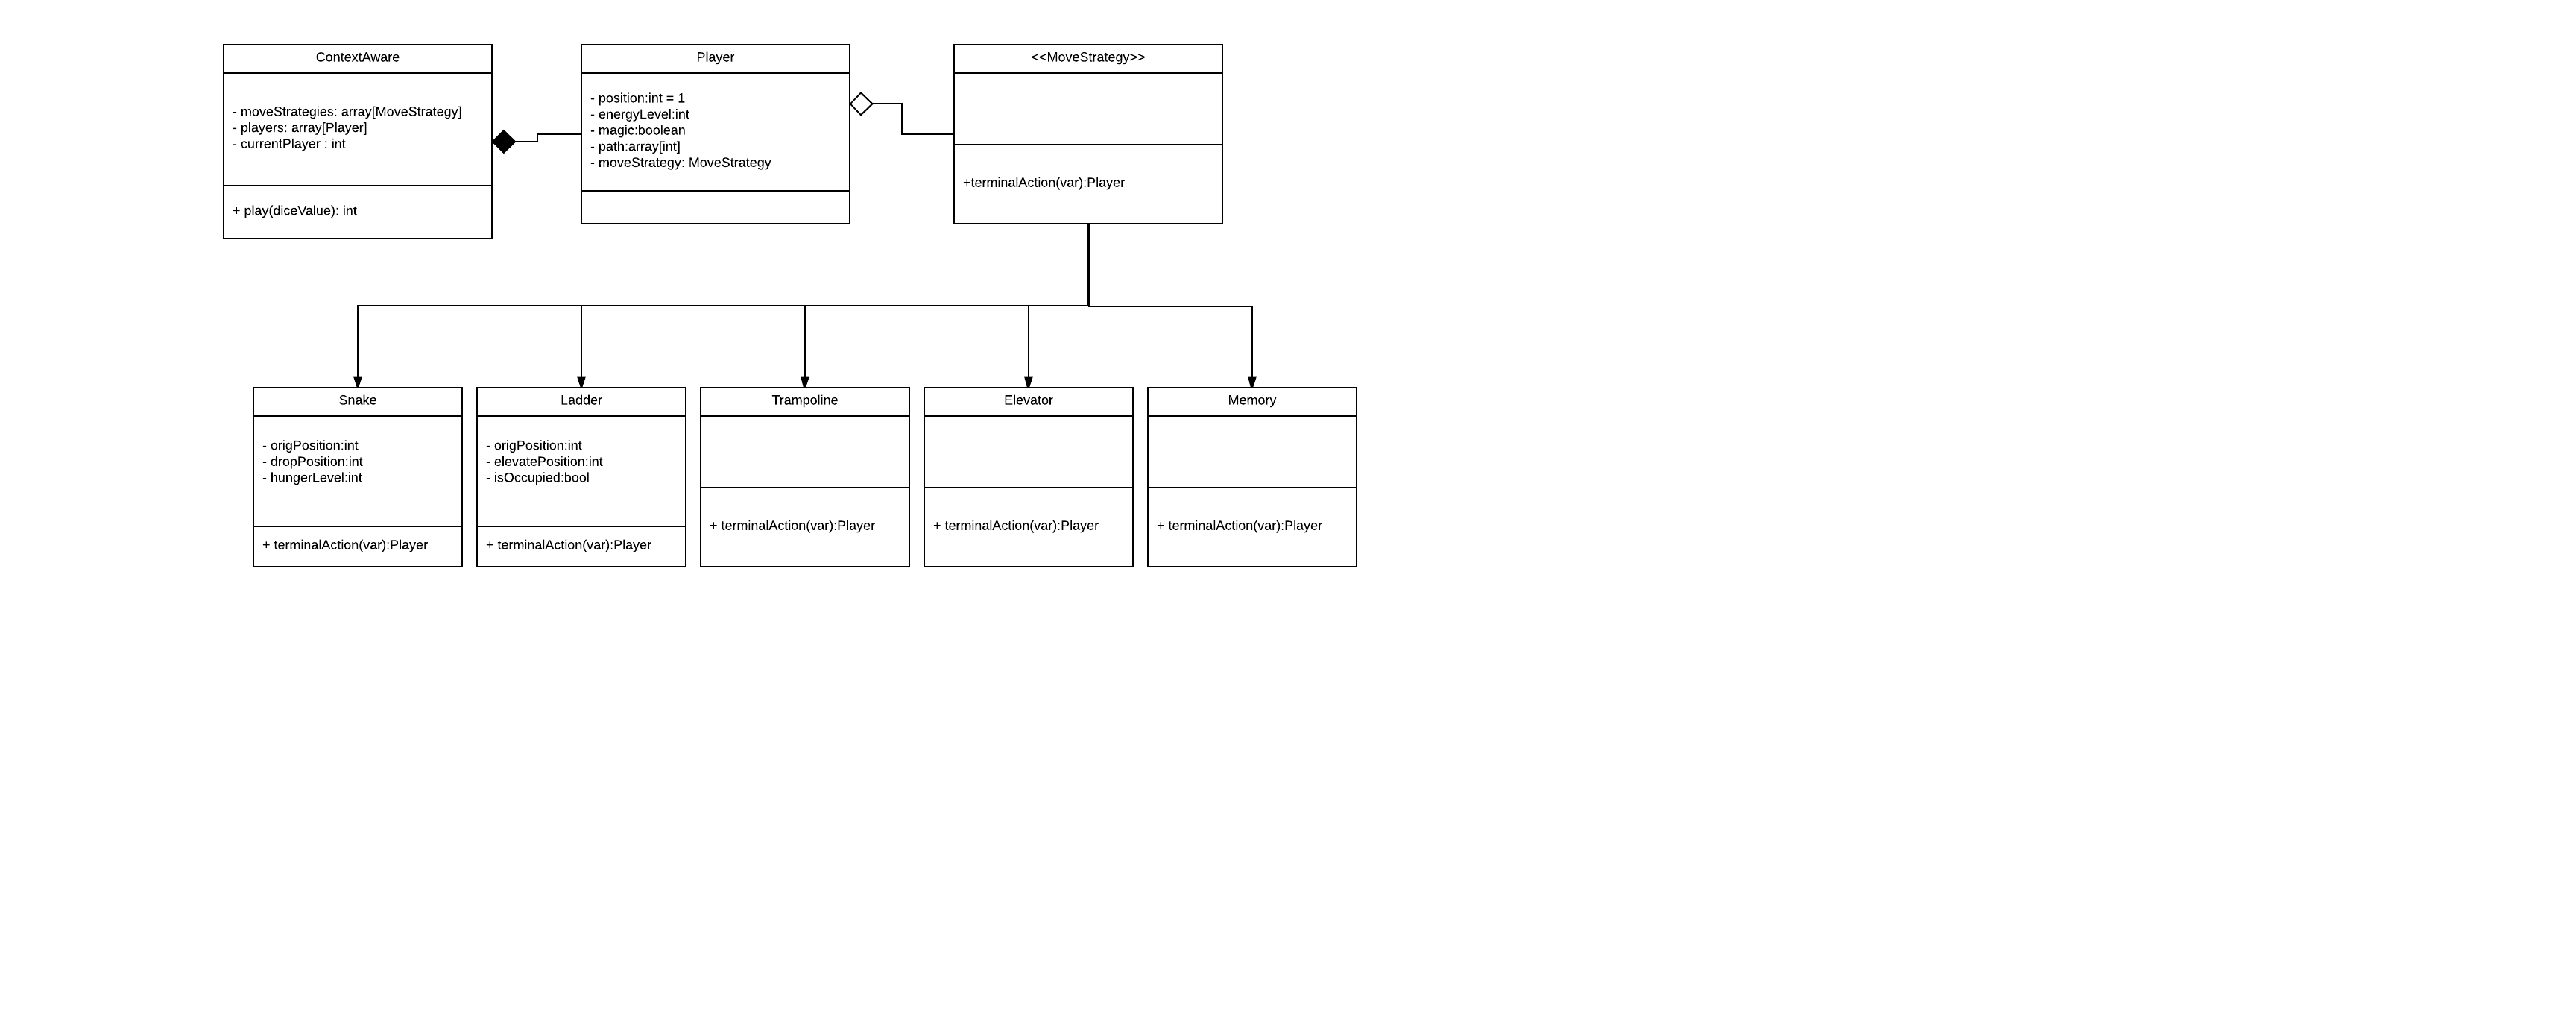 ContextAware
- moveStrategies: array[MoveStrategy]
- players: array[Player]
- currentPlayer : int
+ play(diceValue): int
Player
- position:int = 1
- energyLevel:int
- magic:boolean
- path:array[int]
- moveStrategy: MoveStrategy
<<MoveStrategy>>
+terminalAction(var):Player
Snake
- origPosition:int
- dropPosition:int
- hungerLevel:int
+ terminalAction(var):Player
Ladder
- origPosition:int
- elevatePosition:int
- isOccupied:bool
+ terminalAction(var):Player
Trampoline
+ terminalAction(var):Player
Elevator
+ terminalAction(var):Player
Memory
+ terminalAction(var):Player